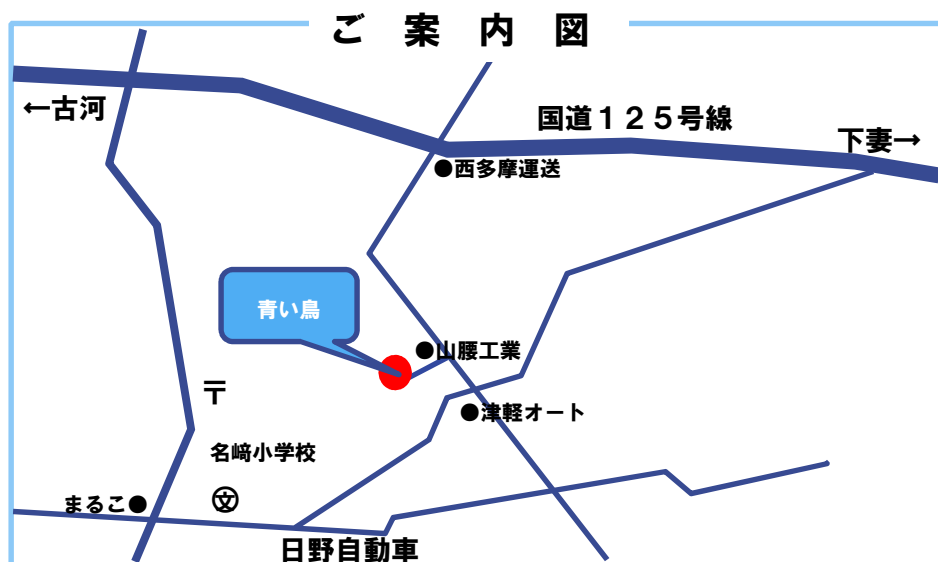 ご案内図
←古河
国道１２５号線
下妻→
●西多摩運送
青い鳥
●山腰工業
〒
●津軽オート
名﨑小学校
まるこ●
文
日野自動車